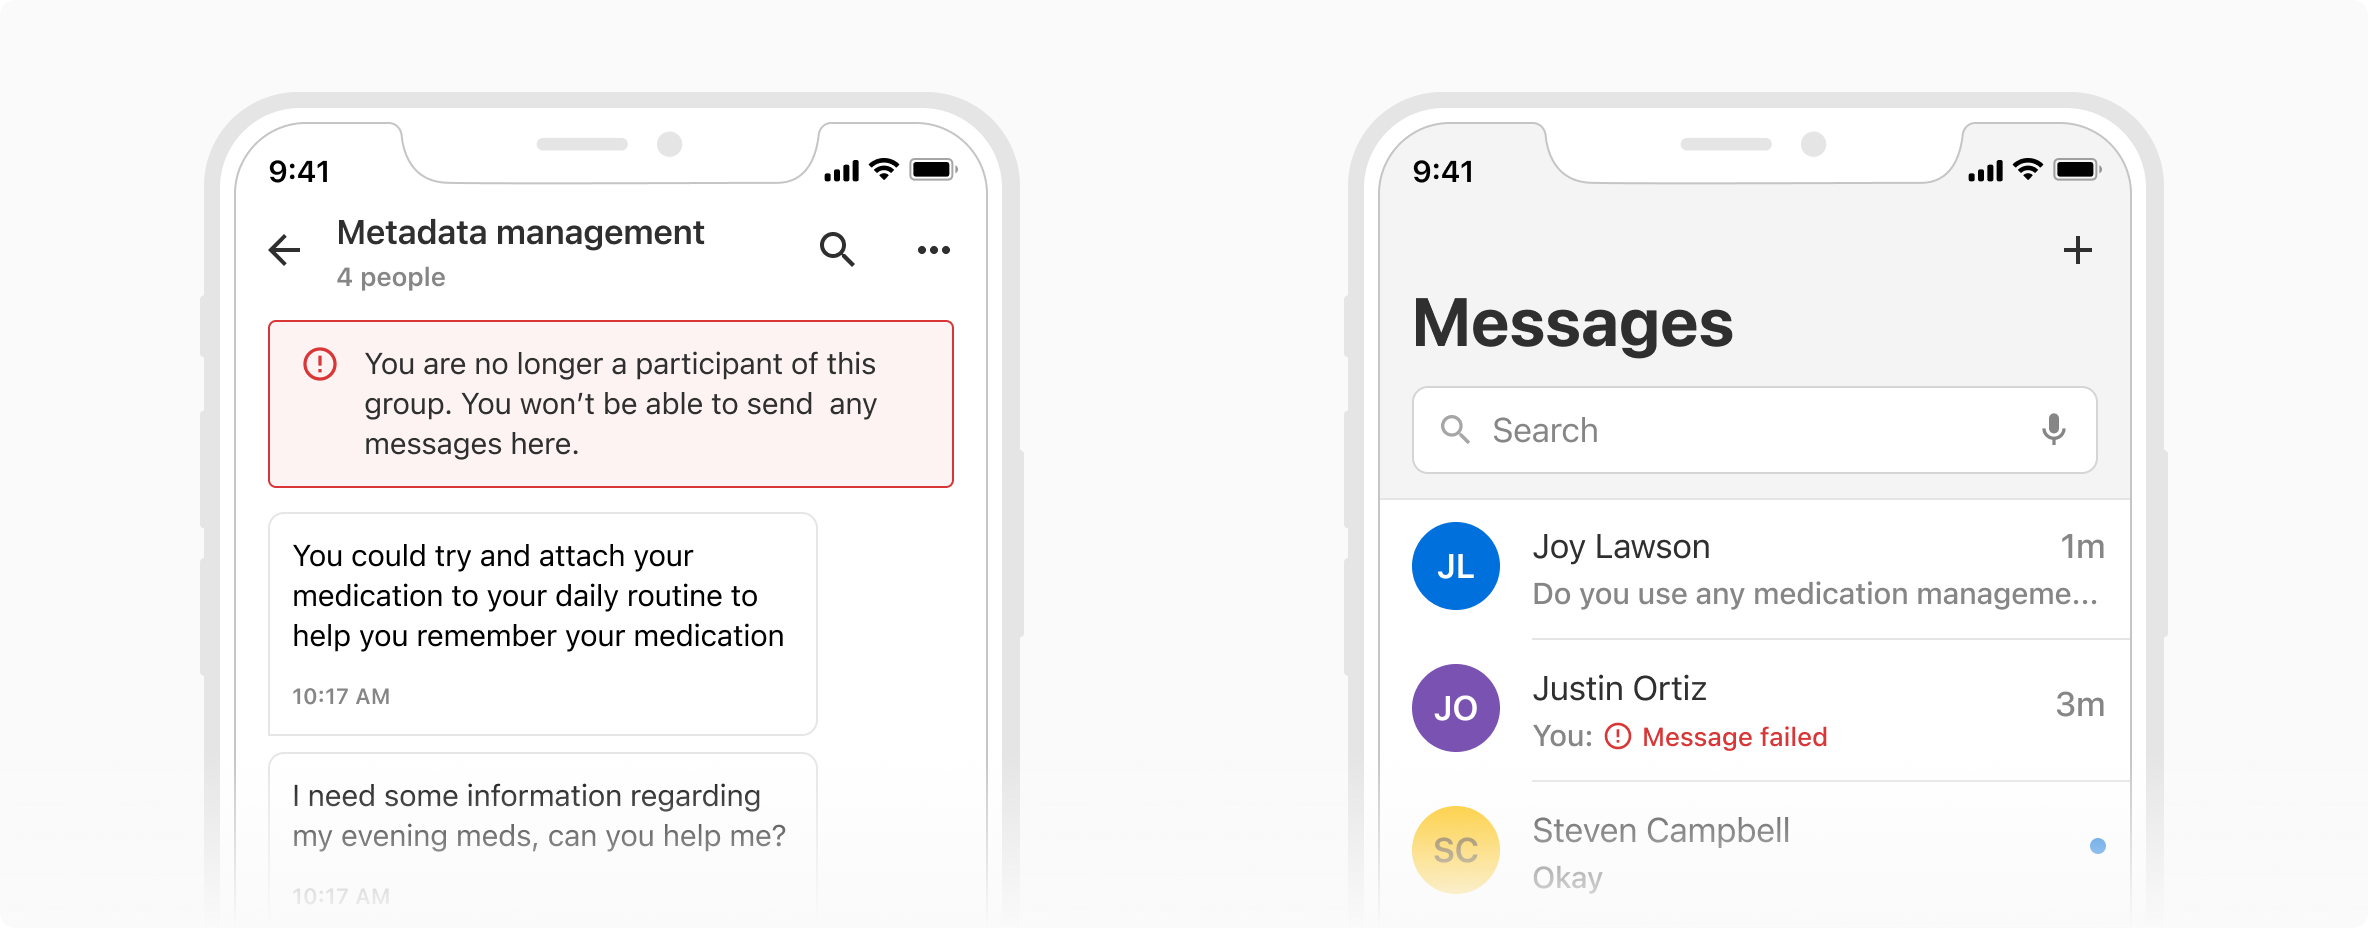 9:41
Metadata management
4 people
You are no longer a participant of this
group. You won’t be able to send  any
messages here.
You could try and attach your
medication to your daily routine to
help you remember your medication
10:17 AM
I need some information regarding
my evening meds, can you help me?
10:17 AM
9:41
Messages
Search
JL
Joy Lawson
1m
Do you use any medication manageme...
JO
Justin Ortiz
3m
You: Message failed
SC
Steven Campbell
Okay